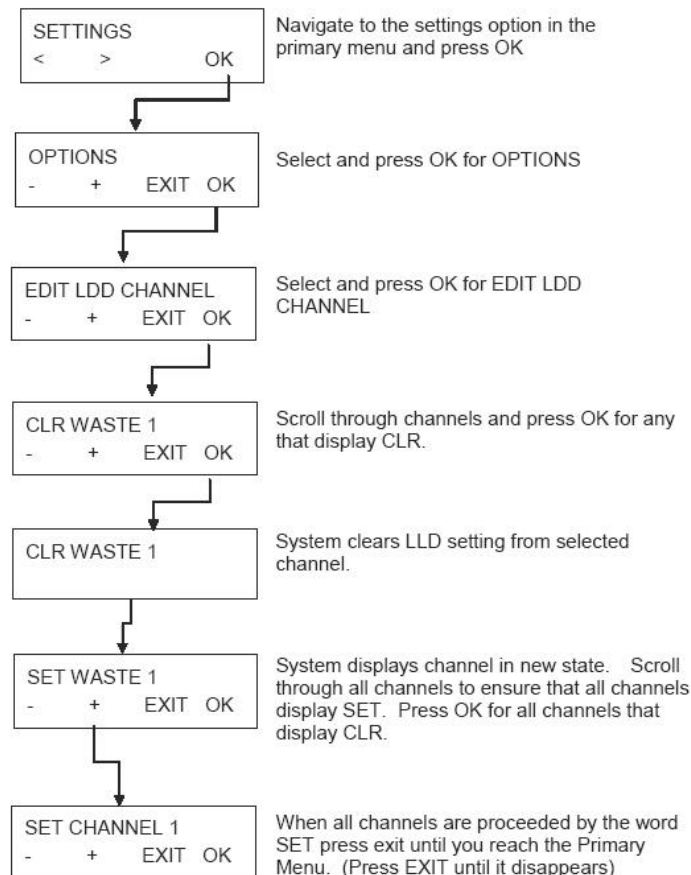 SETTINGS
< > OK
Navigate to the settings option in the
primary menu and press OK
OPTIONS
- + EXIT OK
Select and press OK for OPTIONS
EDIT LDD CHANNEL
- + EXIT OK
Select and press OK for EDIT LDD
CHANNEL
CLR WASTE 1
- + EXIT OK
Scroll through channels and press OK for any
that display CLR.
CLR WASTE 1
System clears LLD setting from selected
channel.
SET WASTE 1
- + EXIT OK
System displays channel in new state. Scroll
through all channels to ensure that all channels
display SET. Press OK for all channels that
display CLR.
SET CHANNEL 1
- + EXIT OK
When all channels are proceeded by the word
SET press exit until you reach the Primary
Menu. (Press EXIT until it disappears)